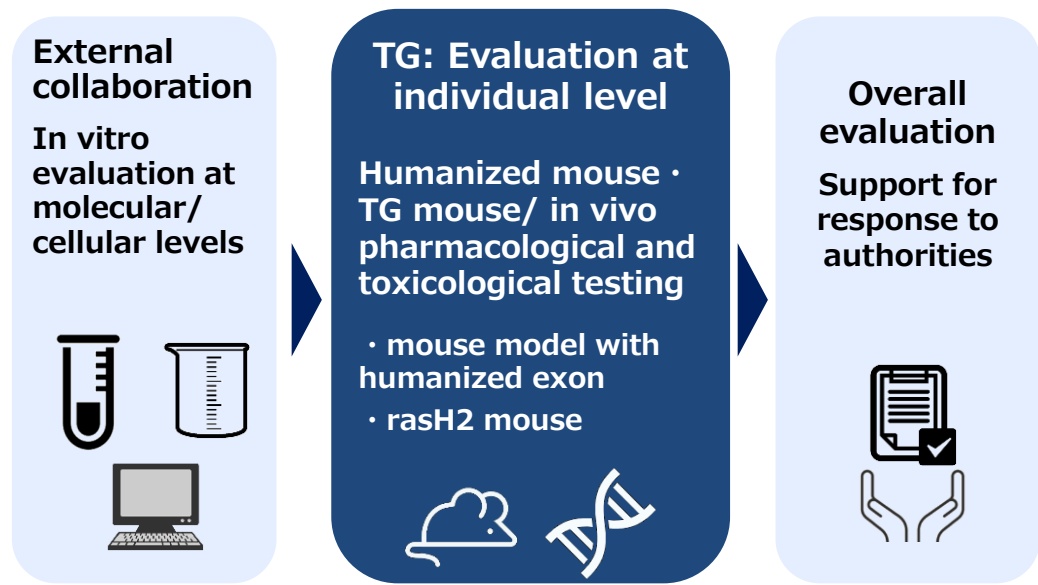 External
collaboration
In vitro
evaluation at
molecular/
cellular levels
TG: Evaluation at
individual level
Humanized mouse・
TG mouse/ in vivo
pharmacological and
toxicological testing
・mouse model with
humanized exon
・rasH2 mouse
Overall
evaluation
Support for
response to
authorities